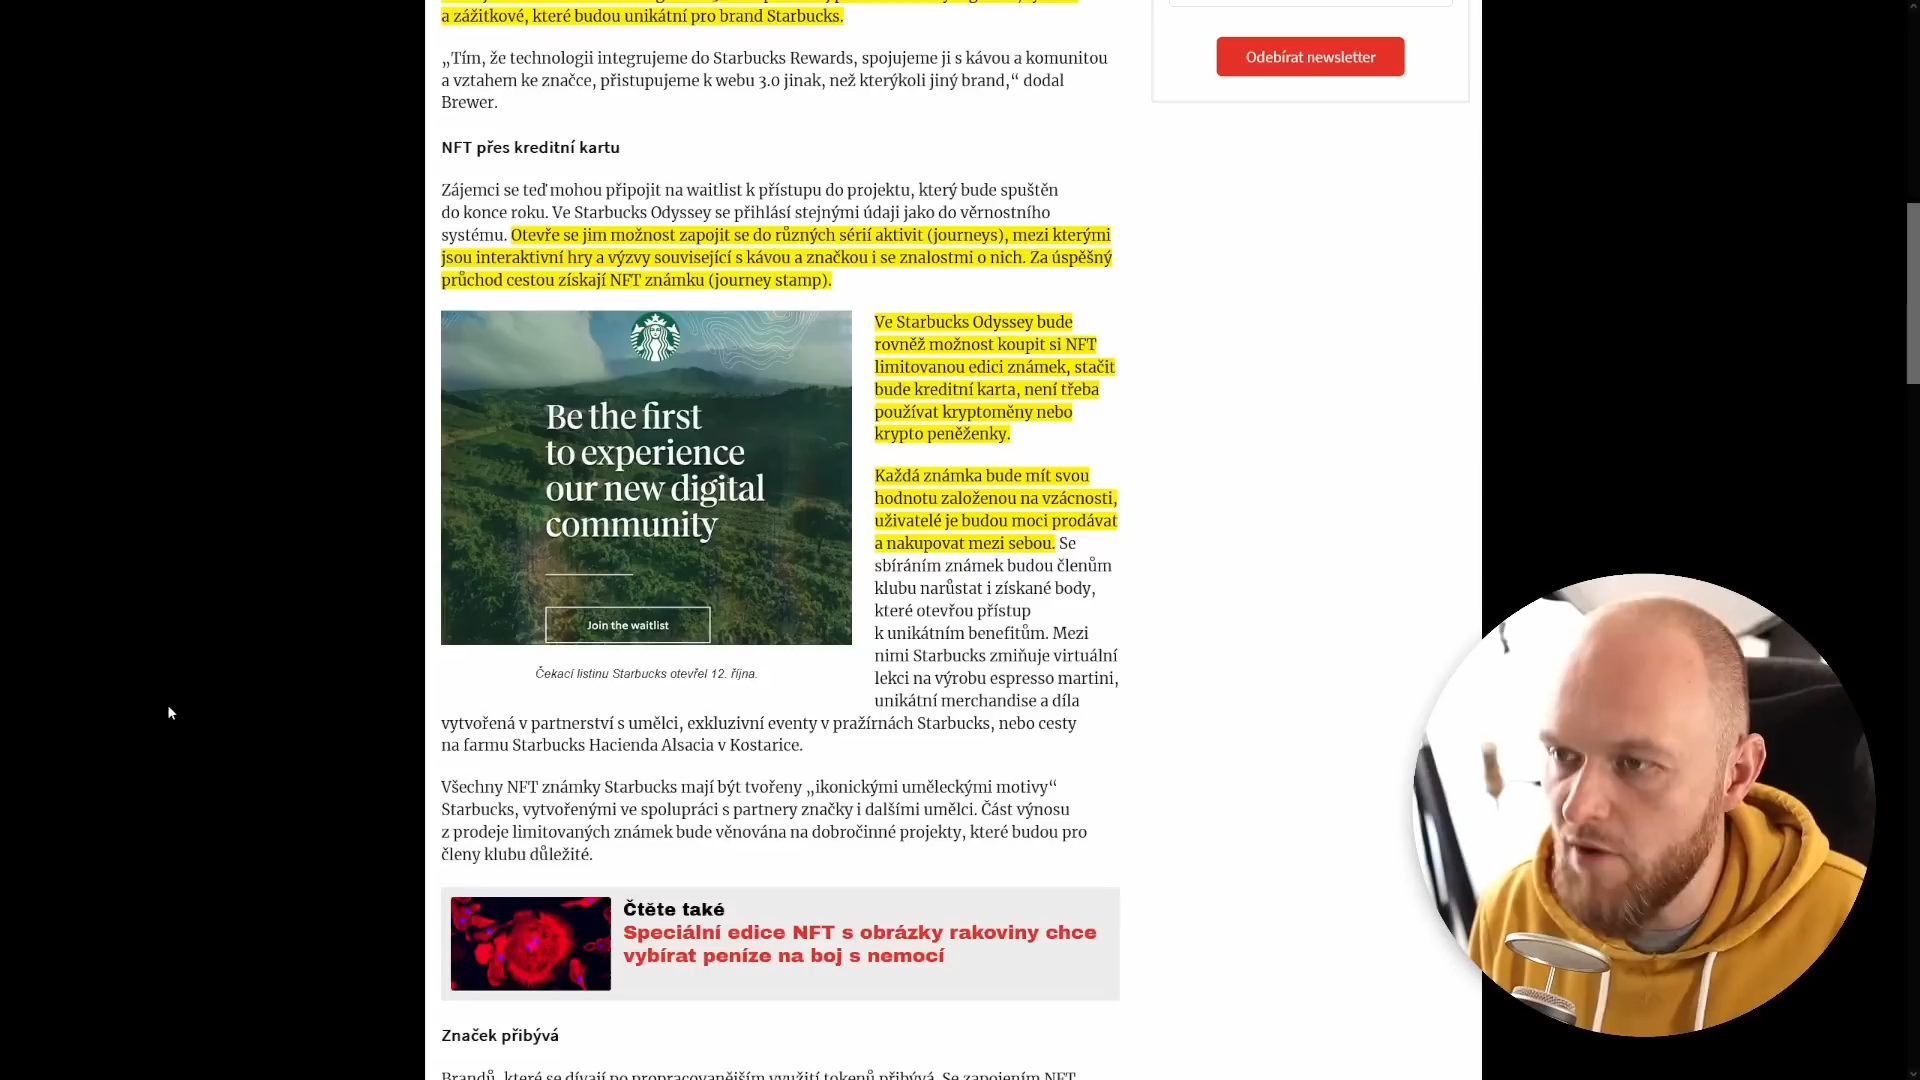 a zážitkové, které budou unikátní pro brand Starbucks.
Odebírat newsletter
„Tím, že technologii integrujeme do Starbucks Rewards, spojujeme ji s kávou a komunitou
a vztahem ke značce, přistupujeme k webu 3.0 jinak, než kterýkoli jiný brand,“ dodal
Brewer.
NFT přes kreditní kartu
Zájemci se teď mohou připojit na waitlist k přístupu do projektu, který bude spuštěn
do konce roku. Ve Starbucks Odyssey se přihlásí stejnými údaji jako do věrnostního
systému. Otevře se jim možnost zapojit se do různých sérií aktivit (journeys), mezi kterými
jsou interaktivní hry a výzvy související s kávou a značkou i se znalostmi o nich. Za úspěšný
průchod cestou získají NFT známku (journey stamp).
Be the first
to experience
our new digital
community
Join the waitlist
Čekací listinu Starbucks otevřel 12. října.
Ve Starbucks Odyssey bude
rovněž možnost koupit si NFT
limitovanou edici známek, stačit
bude kreditní karta, není třeba
používat kryptoměny nebo
krypto peněženky.
Každá známka bude mít svou
hodnotu založenou na vzácnosti,
uživatelé je budou moci prodávat
a nakupovat mezi sebou. Se
sbíráním známek budou členům
klubu narůstat i získané body,
které otevřou přístup
k unikátním benefitům. Mezi
nimi Starbucks zmiňuje virtuální
lekci na výrobu espresso martini,
unikátní merchandise a díla
vytvořená v partnerství s umělci, exkluzivní eventy v pražírnách Starbucks, nebo cesty
na farmu Starbucks Hacienda Alsacia v Kostarice.
Všechny NFT známky Starbucks mají být tvořeny „ikonickými uměleckými motivy“
Starbucks, vytvořenými ve spolupráci s partnery značky i dalšími umělci. Část výnosu
z prodeje limitovaných známek bude věnována na dobročinné projekty, které budou pro
členy klubu důležité.
Čtěte také
Speciální edice NFT s obrázky rakoviny chce
vybírat peníze na boj s nemocí
Značek přibývá
Brandů, které se dívají po propracovanějším využití tokenů přibývá. Se zapojením NFT